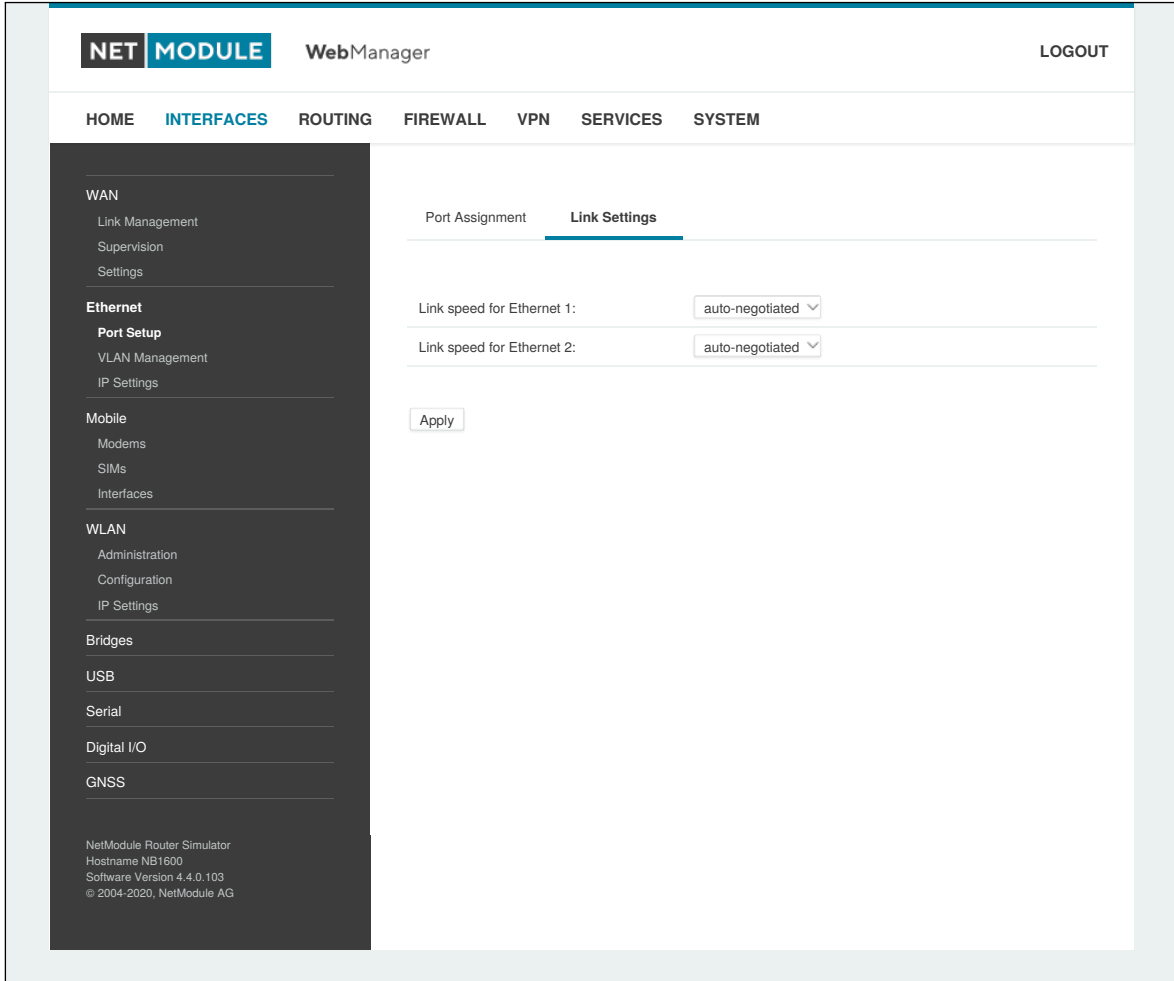 NET MODULE WebManager LOGOUT
HOME INTERFACES ROUTING FIREWALL VPN SERVICES SYSTEM
WAN
Link Management
Supervision
Settings
Ethernet
Port Setup
VLAN Management
IP Settings
Mobile
Modems
SIMs
Interfaces
WLAN
Administration
Configuration
IP Settings
Bridges
USB
Serial
Digital I/O
GNSS
NetModule Router Simulator
Hostname NB1600
Software Version 4.4.0.103
© 2004-2020, NetModule AG
Port Assignment Link Settings
Link speed for Ethernet 1: auto-negotiated
Link speed for Ethernet 2: auto-negotiated
Apply